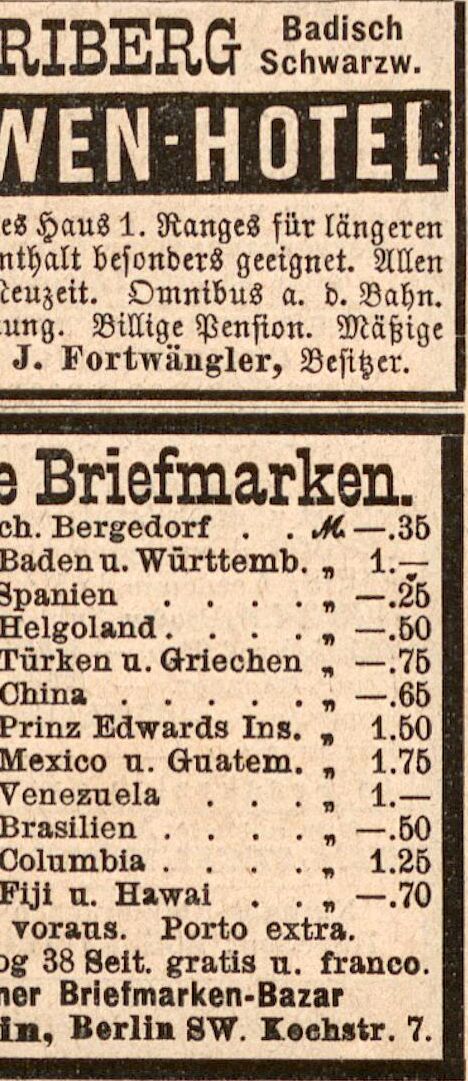 RIBERG Badisch Schwarzw.
WEN-HOTEL
es Haus 1. Ranges für längeren
nthalt besonders geeignet. Allen
Neuzeit. Omnibus a. d. Bahn.
ung. Billige Pension. Mäßige
J. Fortwängler, Besitzer.
e Briefmarken.
ch. Bergedorf . . M. —.35
Baden u. Württemb. „ 1.—
Spanien . . . . „ —.25
Helgoland . . . . „ —.50
Türken u. Griechen „ —.75
China . . . . . „ —.65
Prinz Edwards Ins. „ 1.50
Mexico u. Guatem. „ 1.75
Venezuela . . . „ 1.—
Brasilien . . . . „ —.50
Columbia . . . . „ 1.25
Fiji u. Hawai . . „ —.70
voraus. Porto extra.
og 38 Seit. gratis u. franco.
ner Briefmarken-Bazar
in, Berlin SW. Kochstr. 7.